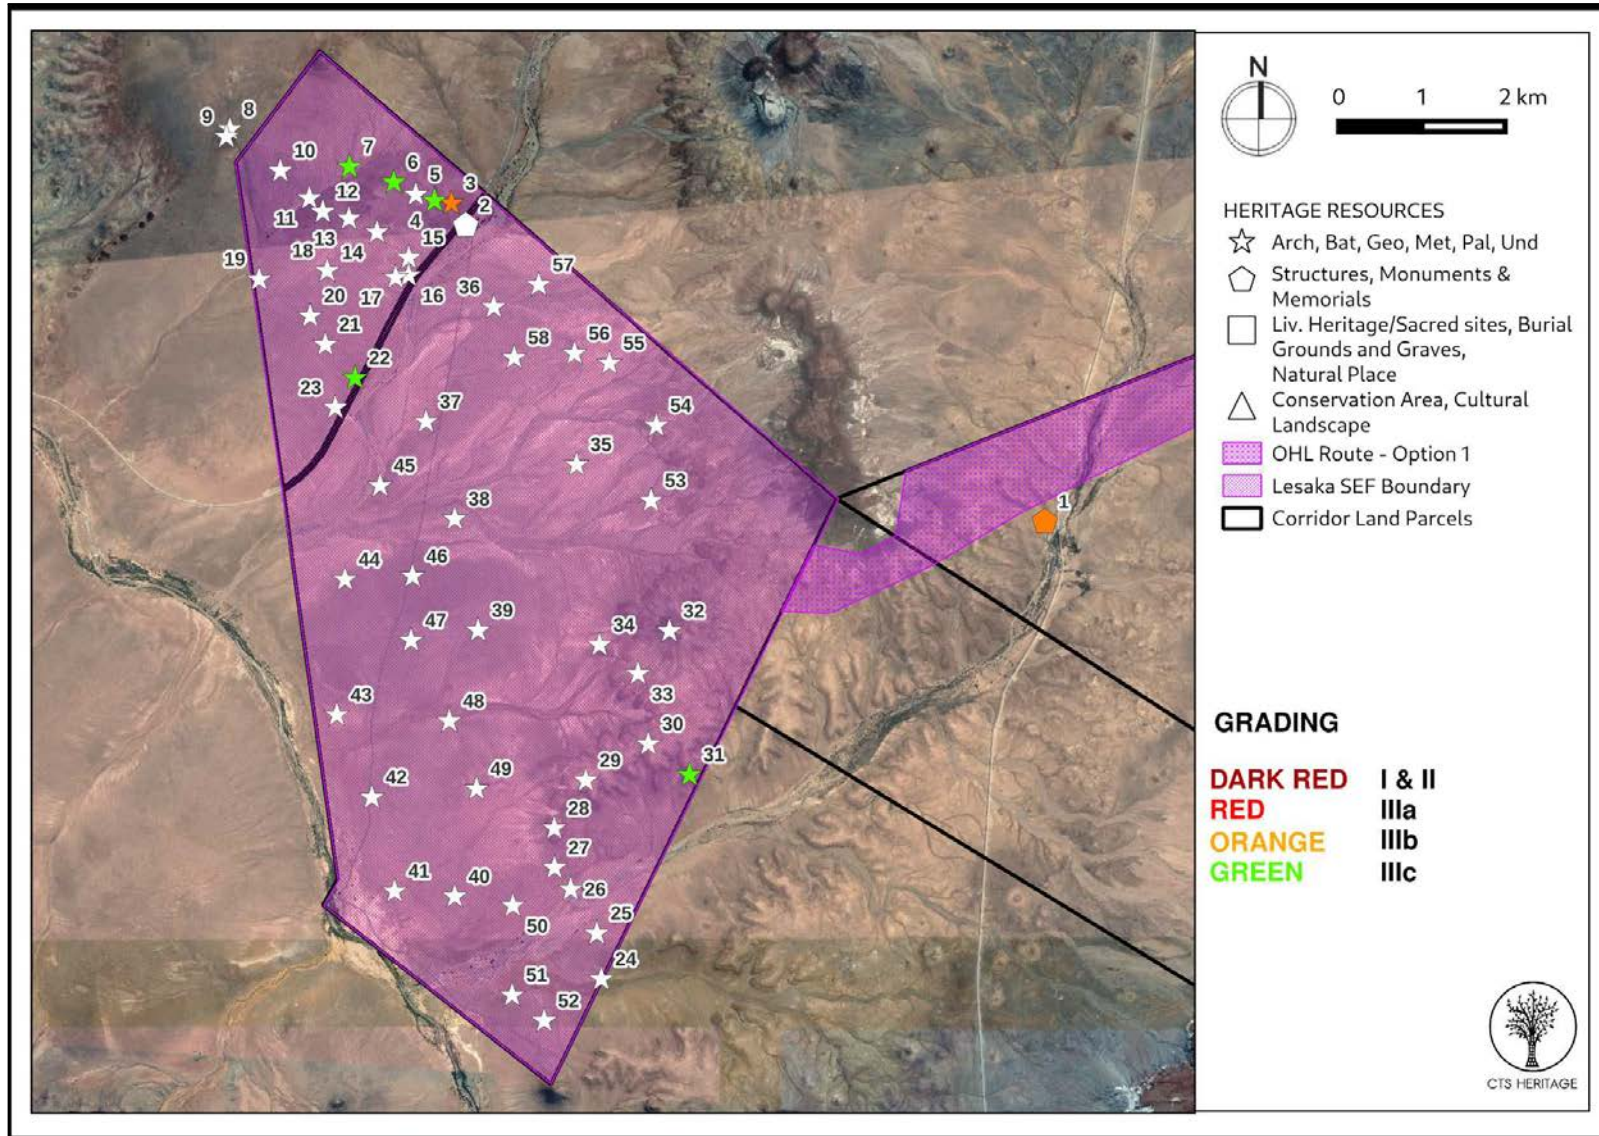 8
9
7
10
6
5
3
12
2
11
4
13
15
18
14
19
57
36
17
16
20
56
21
58
55
22
23
37
54
35
45
53
38
1
46
44
39
32
34
47
33
43
48
30
31
29
49
42
28
27
41
40
26
50
25
24
51
52
N
0 1 2 km
HERITAGE RESOURCES
Arch, Bat, Geo, Met, Pal, Und
Structures, Monuments &
Memorials
Liv. Heritage/Sacred sites, Burial
Grounds and Graves,
Natural Place
Conservation Area, Cultural
Landscape
OHL Route - Option 1
Lesaka SEF Boundary
Corridor Land Parcels
GRADING
DARK RED I & II
RED IIIa
ORANGE IIIb
GREEN IIIc
CTS HERITAGE